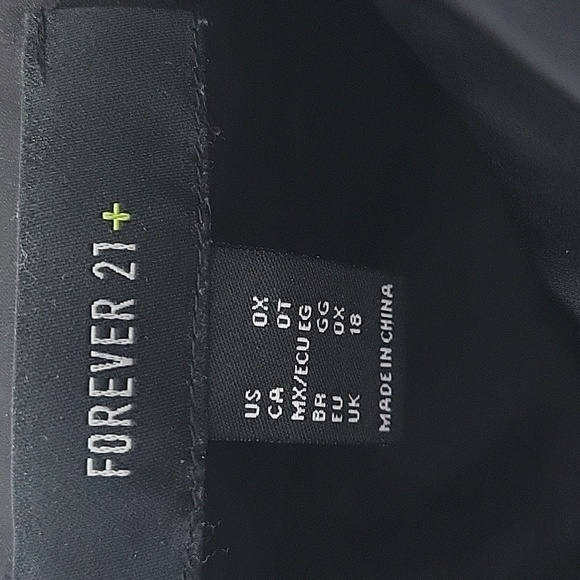 FOREVER 21+
US 0X
CA 0T
MX/ECU EG
BR GG
EU 0X
UK 18
MADE IN CHINA